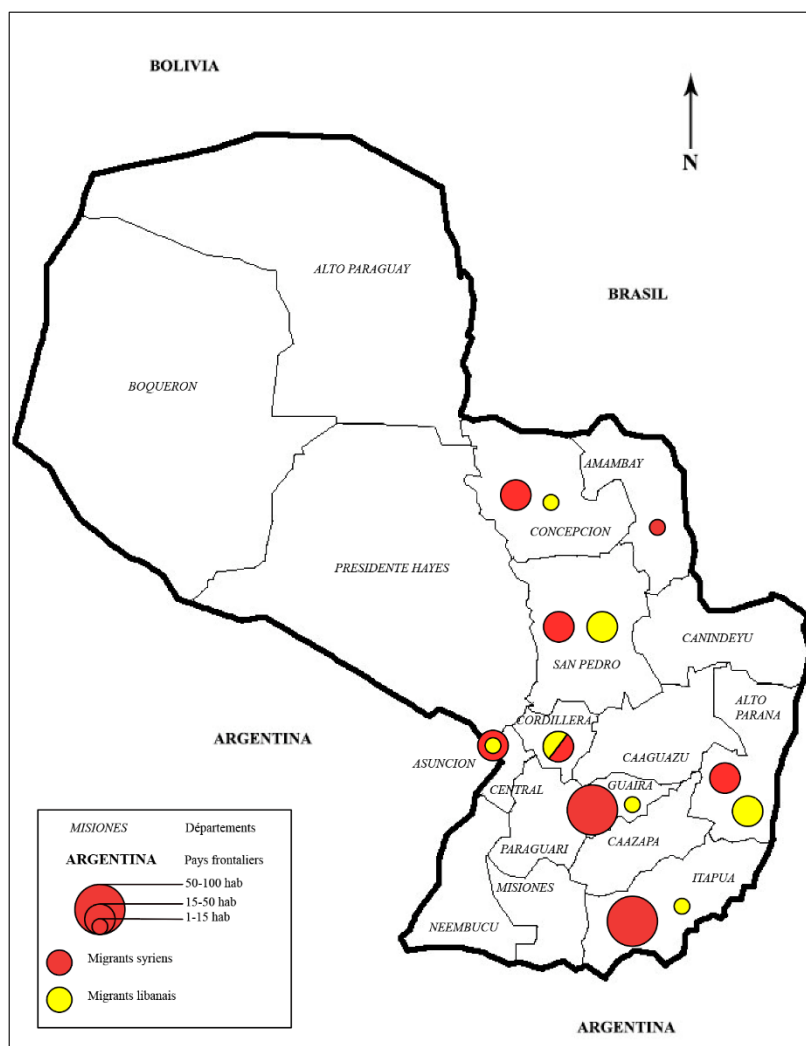 BOLIVIA
N
ALTO PARAGUAY
BRASIL
BOQUERON
AMAMBAY
CONCEPCION
PRESIDENTE HAYES
CANINDEYU
SAN PEDRO
ALTO
PARANA
CORDILLERA
ARGENTINA
CAAGUAZU
ASUNCION
CENTRAL
GUAIRA
PARAGUARI
CAAZAPA
ITAPUA
MISIONES
NEEMBUCU
MISIONES Départements
ARGENTINA Pays frontaliers
50-100 hab
15-50 hab
1-15 hab
Migrants syriens
Migrants libanais
ARGENTINA